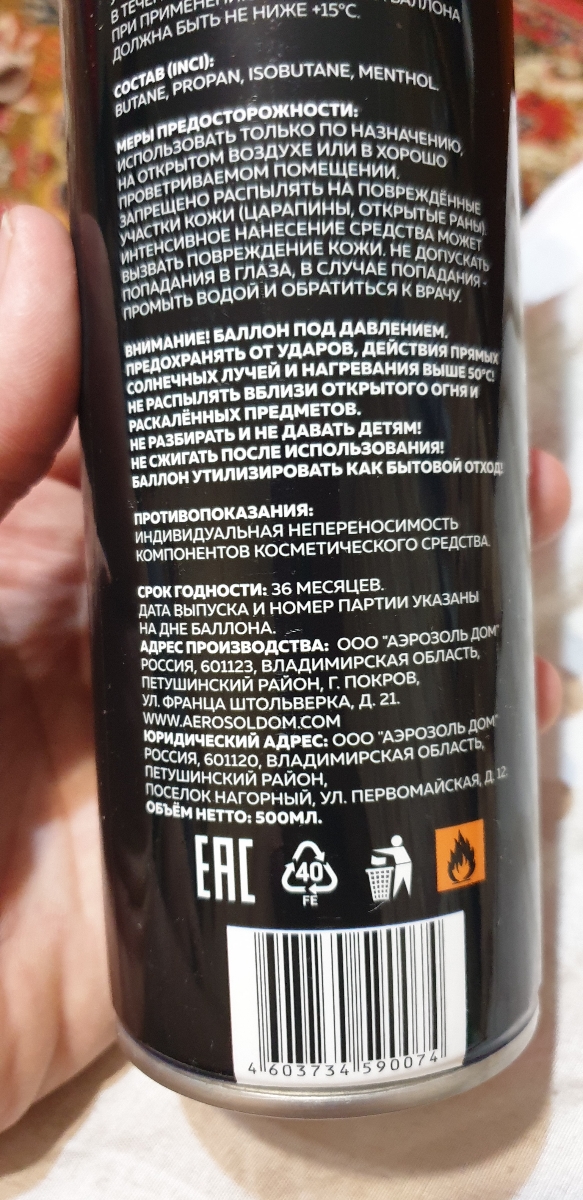 В ТЕЧЕН
ПРИ ПРИМЕНЕНИ БАЛЛОНА
ДОЛЖНА БЫТЬ НЕ НИЖЕ +15°C.
СОСТАВ (INCI):
BUTANE, PROPAN, ISOBUTANE, MENTHOL.
МЕРЫ ПРЕДОСТОРОЖНОСТИ:
ИСПОЛЬЗОВАТЬ ТОЛЬКО ПО НАЗНАЧЕНИЮ,
НА ОТКРЫТОМ ВОЗДУХЕ ИЛИ В ХОРОШО
ПРОВЕТРИВАЕМОМ ПОМЕЩЕНИИ.
ЗАПРЕЩЕНО РАСПЫЛЯТЬ НА ПОВРЕЖДЁННЫЕ
УЧАСТКИ КОЖИ (ЦАРАПИНЫ, ОТКРЫТЫЕ РАНЫ).
ИНТЕНСИВНОЕ НАНЕСЕНИЕ СРЕДСТВА МОЖЕТ
ВЫЗВАТЬ ПОВРЕЖДЕНИЕ КОЖИ. НЕ ДОПУСКАТЬ
ПОПАДАНИЯ В ГЛАЗА, В СЛУЧАЕ ПОПАДАНИЯ -
ПРОМЫТЬ ВОДОЙ И ОБРАТИТЬСЯ К ВРАЧУ.
ВНИМАНИЕ! БАЛЛОН ПОД ДАВЛЕНИЕМ.
ПРЕДОХРАНЯТЬ ОТ УДАРОВ, ДЕЙСТВИЯ ПРЯМЫХ
СОЛНЕЧНЫХ ЛУЧЕЙ И НАГРЕВАНИЯ ВЫШЕ 50°C!
НЕ РАСПЫЛЯТЬ ВБЛИЗИ ОТКРЫТОГО ОГНЯ И
РАСКАЛЁННЫХ ПРЕДМЕТОВ.
НЕ РАЗБИРАТЬ И НЕ ДАВАТЬ ДЕТЯМ!
НЕ СЖИГАТЬ ПОСЛЕ ИСПОЛЬЗОВАНИЯ!
БАЛЛОН УТИЛИЗИРОВАТЬ КАК БЫТОВОЙ ОТХОД!
ПРОТИВОПОКАЗАНИЯ:
ИНДИВИДУАЛЬНАЯ НЕПЕРЕНОСИМОСТЬ
КОМПОНЕНТОВ КОСМЕТИЧЕСКОГО СРЕДСТВА.
СРОК ГОДНОСТИ: 36 МЕСЯЦЕВ.
ДАТА ВЫПУСКА И НОМЕР ПАРТИИ УКАЗАНЫ
НА ДНЕ БАЛЛОНА.
АДРЕС ПРОИЗВОДСТВА: ООО "АЭРОЗОЛЬ ДОМ"
РОССИЯ, 601123, ВЛАДИМИРСКАЯ ОБЛАСТЬ,
ПЕТУШИНСКИЙ РАЙОН, Г. ПОКРОВ,
УЛ. ФРАНЦА ШТОЛЬВЕРКА, Д. 21.
WWW.AEROSOLDOM.COM
ЮРИДИЧЕСКИЙ АДРЕС: ООО "АЭРОЗОЛЬ ДОМ"
РОССИЯ, 601120, ВЛАДИМИРСКАЯ ОБЛАСТЬ,
ПЕТУШИНСКИЙ РАЙОН,
ПОСЕЛОК НАГОРНЫЙ, УЛ. ПЕРВОМАЙСКАЯ, Д. 12
ОБЪЁМ НЕТТО: 500МЛ.
EAC 40
FE
4 603734 590074